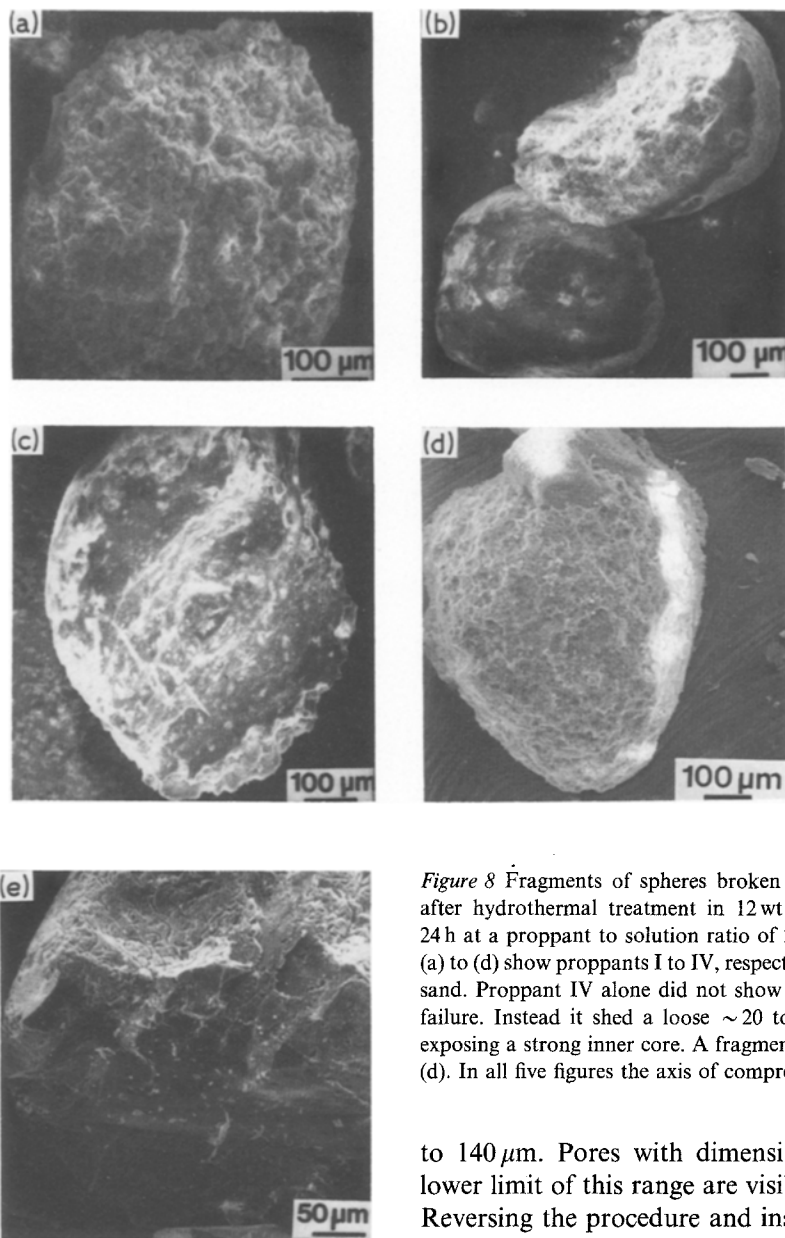 (a)
(b)
100 µm
100 µm
(c)
(d)
100 µm
100 µm
(e)
50 µm
Figure 8 Fragments of spheres broken
after hydrothermal treatment in 12 wt
24 h at a proppant to solution ratio of
(a) to (d) show proppants I to IV, respect
sand. Proppant IV alone did not show
failure. Instead it shed a loose ~20 to
exposing a strong inner core. A fragmen
(d). In all five figures the axis of compre
to 140 µm. Pores with dimensi
lower limit of this range are visi
Reversing the procedure and ins